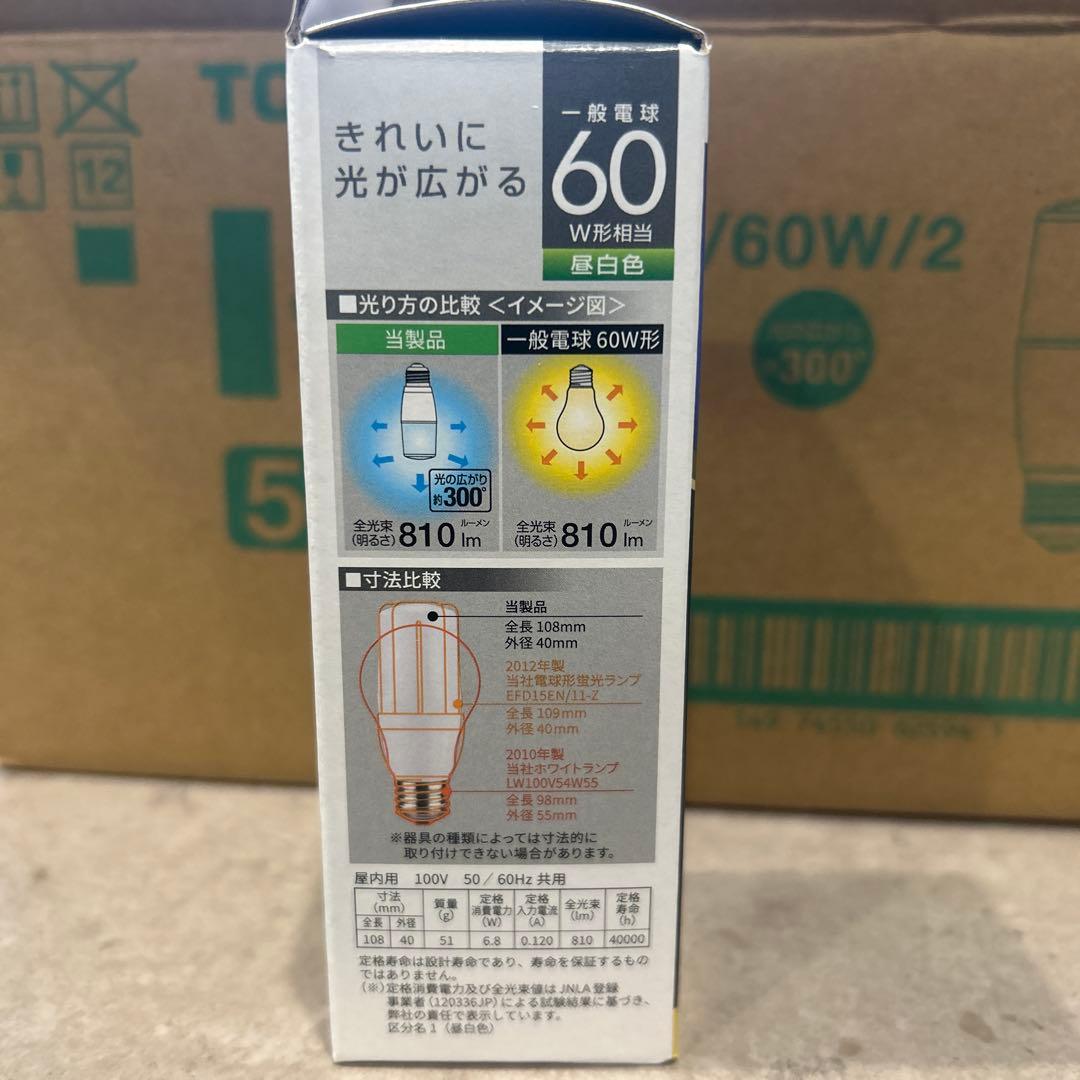 TO
12
/60W/2
300°
5
きれいに
光が広がる
一般電球
60
W形相当
昼白色
■光り方の比較＜イメージ図＞
当製品
一般電球 60W形
光の広がり
約300°
全光束
(明るさ) 810 ルーメン lm
全光束
(明るさ) 810 ルーメン lm
■寸法比較
当製品
全長 108mm
外径 40mm
2012年製
当社電球形蛍光ランプ
EFD15EN/11-Z
全長 109mm
外径 40mm
2010年製
当社ホワイトランプ
LW100V54W55
全長 98mm
外径 55mm
※器具の種類によっては寸法的に
取り付けできない場合があります。
屋内用 100V 50／60Hz 共用
寸法(mm) 質量(g) 定格消費電力(W) 定格入力電流(A) 全光束(lm) 定格寿命(h)
全長 外径
108 40 51 6.8 0.120 810 40000
定格寿命は設計寿命であり、寿命を保証するもの
ではありません。
(※)定格消費電力及び全光束値は JNLA 登録
事業者(120336JP)による試験結果に基づき、
弊社の責任で表示しています。
区分名 1（昼白色）